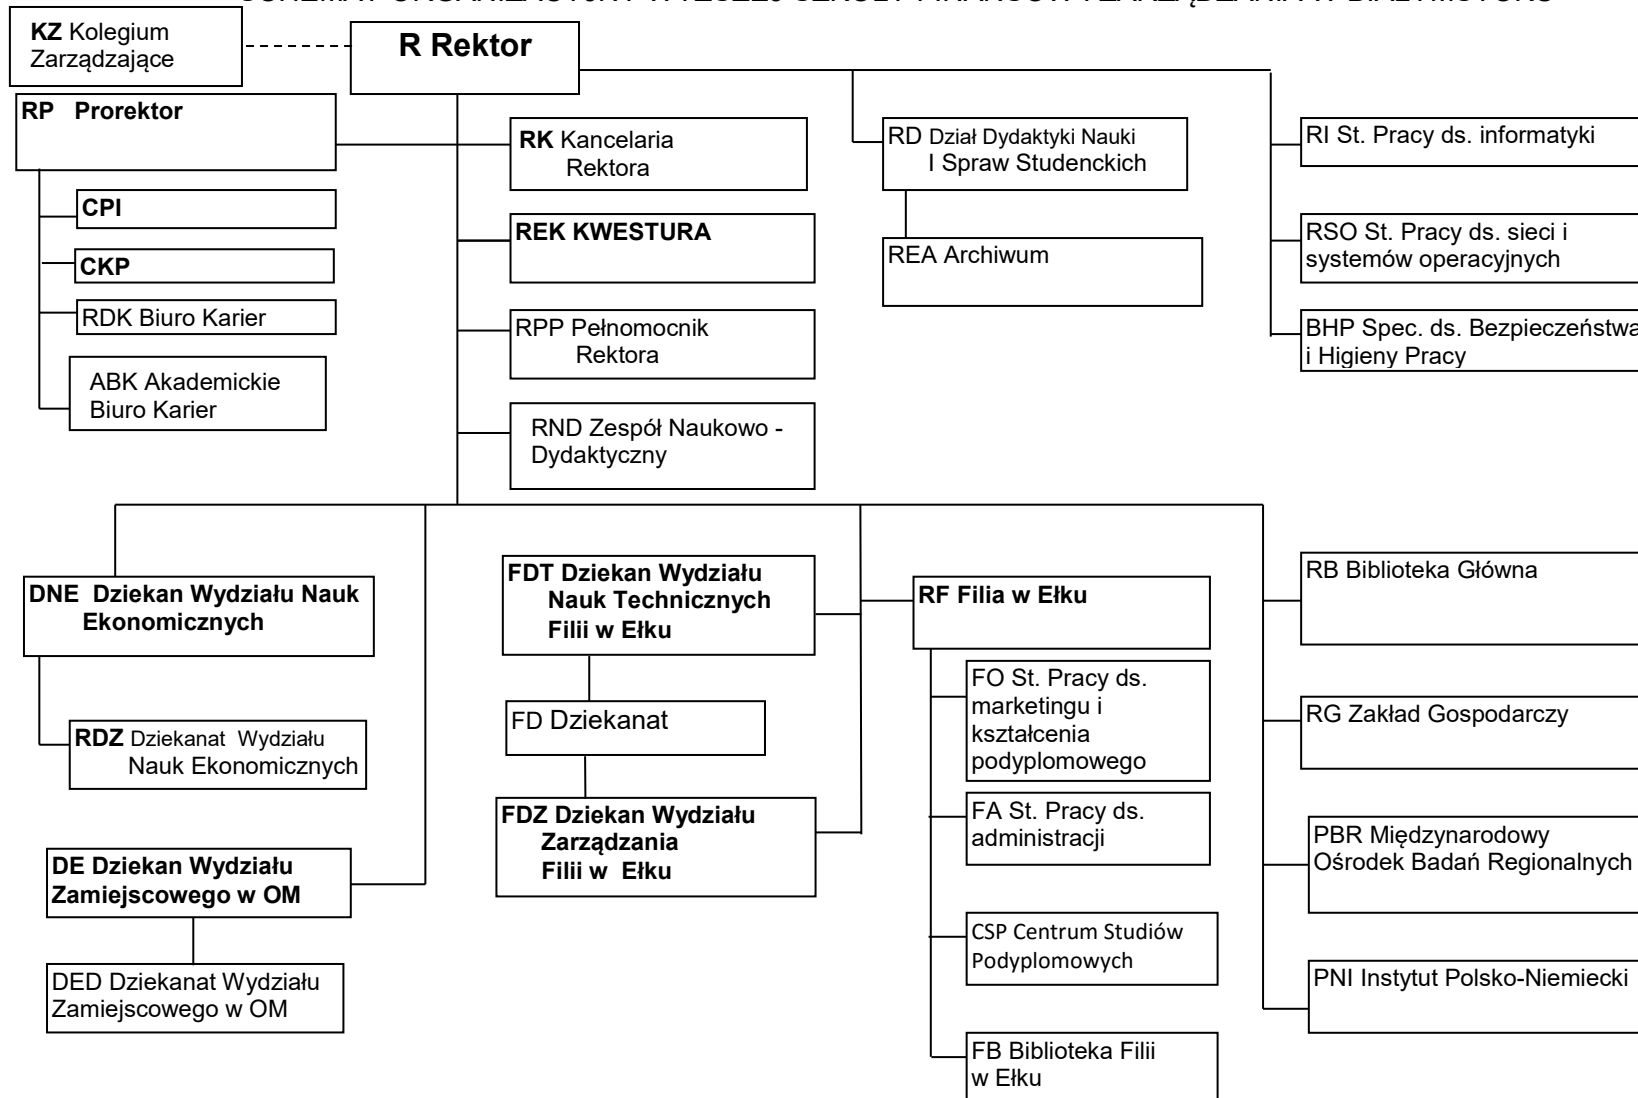 KZ Kolegium
Zarządzające
R Rektor
RP Prorektor
CPI
CKP
RDK Biuro Karier
ABK Akademickie
Biuro Karier
RK Kancelaria
Rektora
REK KWESTURA
RPP Pełnomocnik
Rektora
RND Zespół Naukowo -
Dydaktyczny
RD Dział Dydaktyki Nauki
I Spraw Studenckich
REA Archiwum
RI St. Pracy ds. informatyki
RSO St. Pracy ds. sieci i
systemów operacyjnych
BHP Spec. ds. Bezpieczeństwa
i Higieny Pracy
DNE Dziekan Wydziału Nauk
Ekonomicznych
RDZ Dziekanat Wydziału
Nauk Ekonomicznych
DE Dziekan Wydziału
Zamiejscowego w OM
DED Dziekanat Wydziału
Zamiejscowego w OM
FDT Dziekan Wydziału
Nauk Technicznych
Filii w Ełku
FD Dziekanat
FDZ Dziekan Wydziału
Zarządzania
Filii w Ełku
RF Filia w Ełku
FO St. Pracy ds.
marketingu i
kształcenia
podyplomowego
FA St. Pracy ds.
administracji
CSP Centrum Studiów
Podyplomowych
FB Biblioteka Filii
w Ełku
RB Biblioteka Główna
RG Zakład Gospodarczy
PBR Międzynarodowy
Ośrodek Badań Regionalnych
PNI Instytut Polsko-Niemiecki